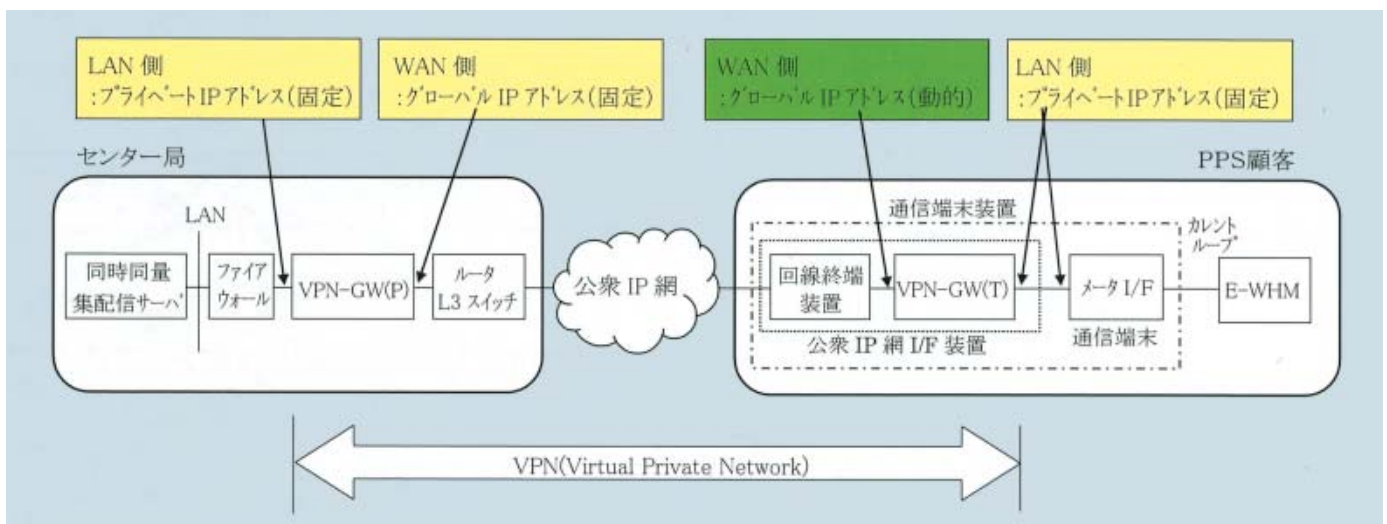 LAN 側
:プライベートIPアドレス(固定)
WAN 側
:グローバル IP アドレス(固定)
WAN 側
:グローバル IP アドレス(動的)
LAN 側
:プライベートIPアドレス(固定)
センター局
PPS顧客
LAN
同時同量
集配信サーバ
ファイア
ウォール
VPN-GW(P)
ルータ
L3 スイッチ
公衆 IP 網
通信端末装置
回線終端
装置
VPN-GW(T)
公衆 IP 網 I/F 装置
メータ I/F
通信端末
カレント
ループ
E-WHM
VPN(Virtual Private Network)